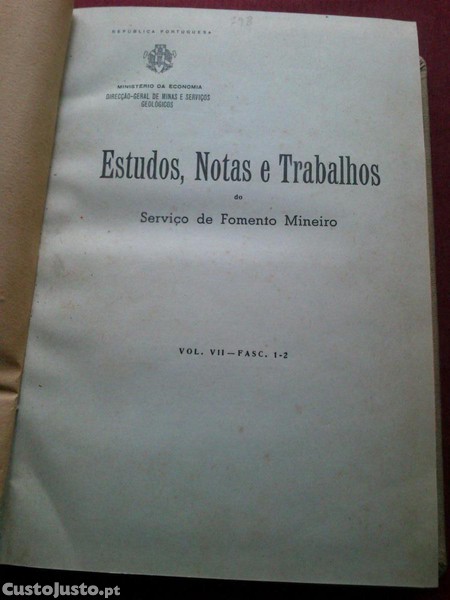 798
REPÚBLICA PORTUGUESA
MINISTÉRIO DA ECONOMIA
DIRECÇÃO-GERAL DE MINAS E SERVIÇOS
GEOLÓGICOS
Estudos, Notas e Trabalhos
do
Serviço de Fomento Mineiro
VOL. VII — FASC. 1-2
CustoJusto.pt